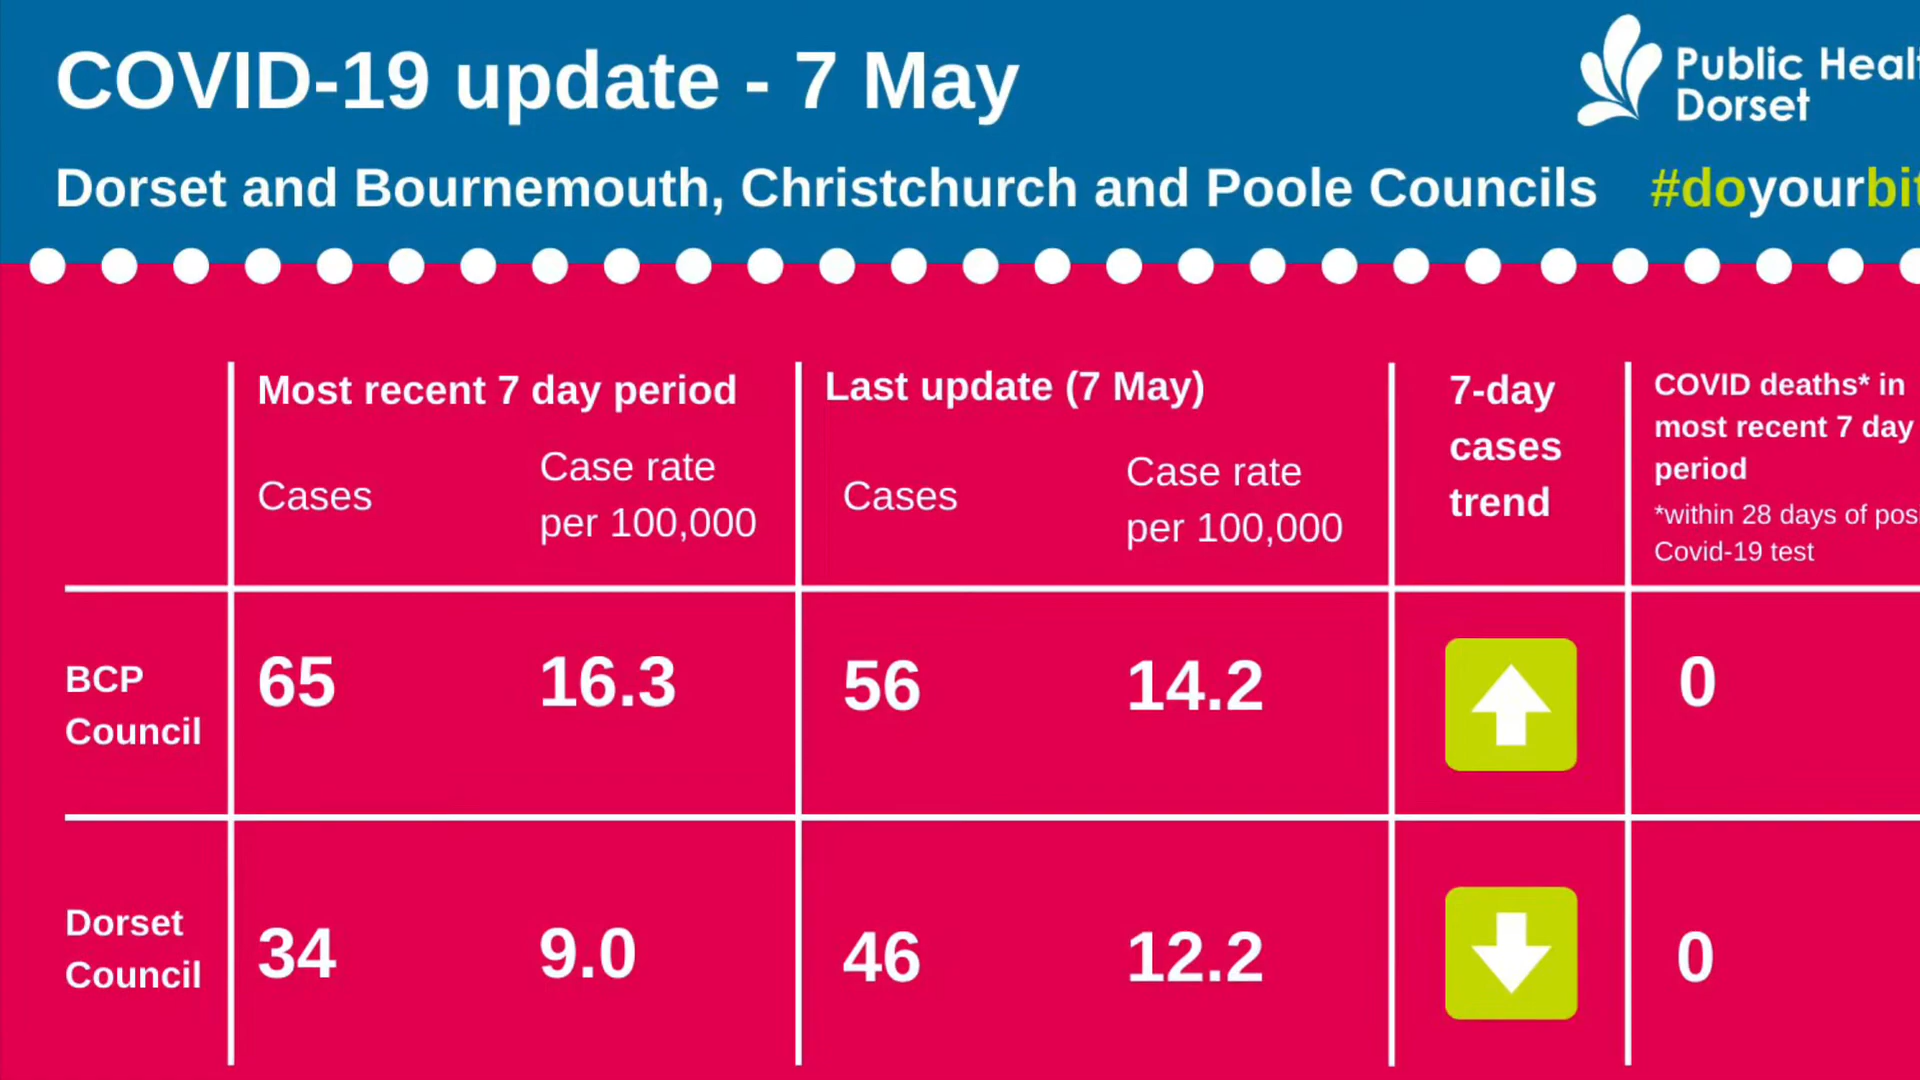 COVID-19 update - 7 May
Public Healt
Dorset
Dorset and Bournemouth, Christchurch and Poole Councils #doyourbit
Most recent 7 day period
Cases
Case rate
per 100,000
Last update (7 May)
Cases
Case rate
per 100,000
7-day
cases
trend
COVID deaths* in
most recent 7 day
period
*within 28 days of pos
Covid-19 test
BCP
Council
65
16.3
56
14.2
0
Dorset
Council
34
9.0
46
12.2
0